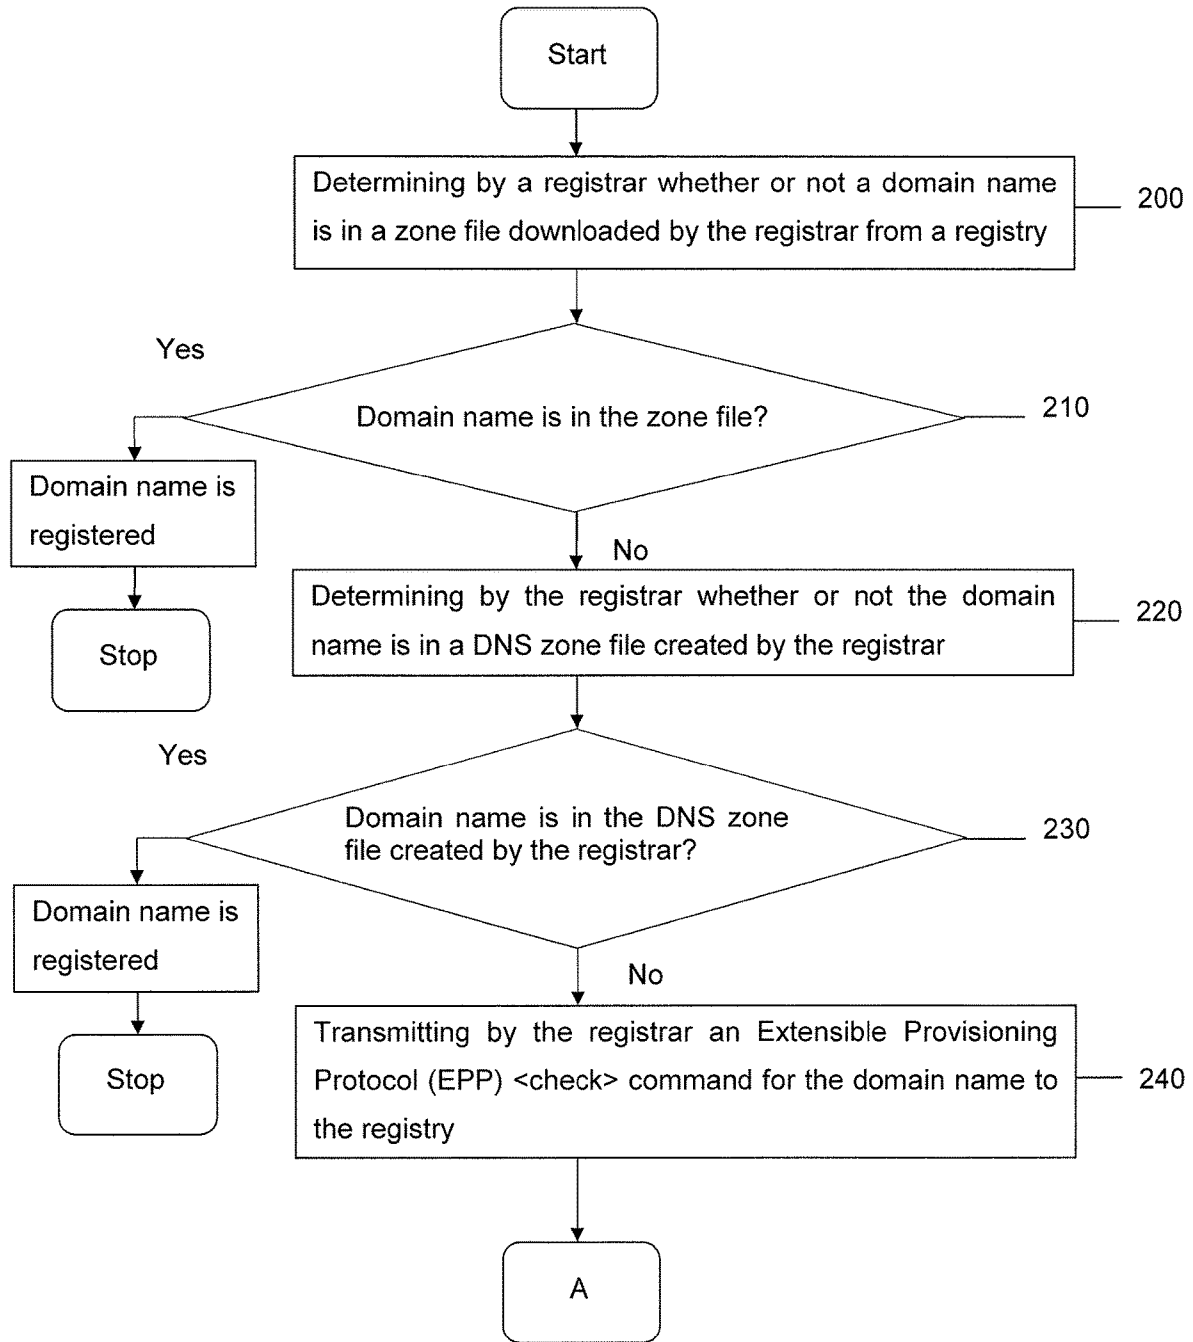 Start
Determining by a registrar whether or not a domain name
is in a zone file downloaded by the registrar from a registry
200
Yes
Domain name is in the zone file?
210
Domain name is
registered
No
Stop
Determining by the registrar whether or not the domain
name is in a DNS zone file created by the registrar
220
Yes
Domain name is in the DNS zone
file created by the registrar?
230
Domain name is
registered
No
Stop
Transmitting by the registrar an Extensible Provisioning
Protocol (EPP) <check> command for the domain name to
the registry
240
A